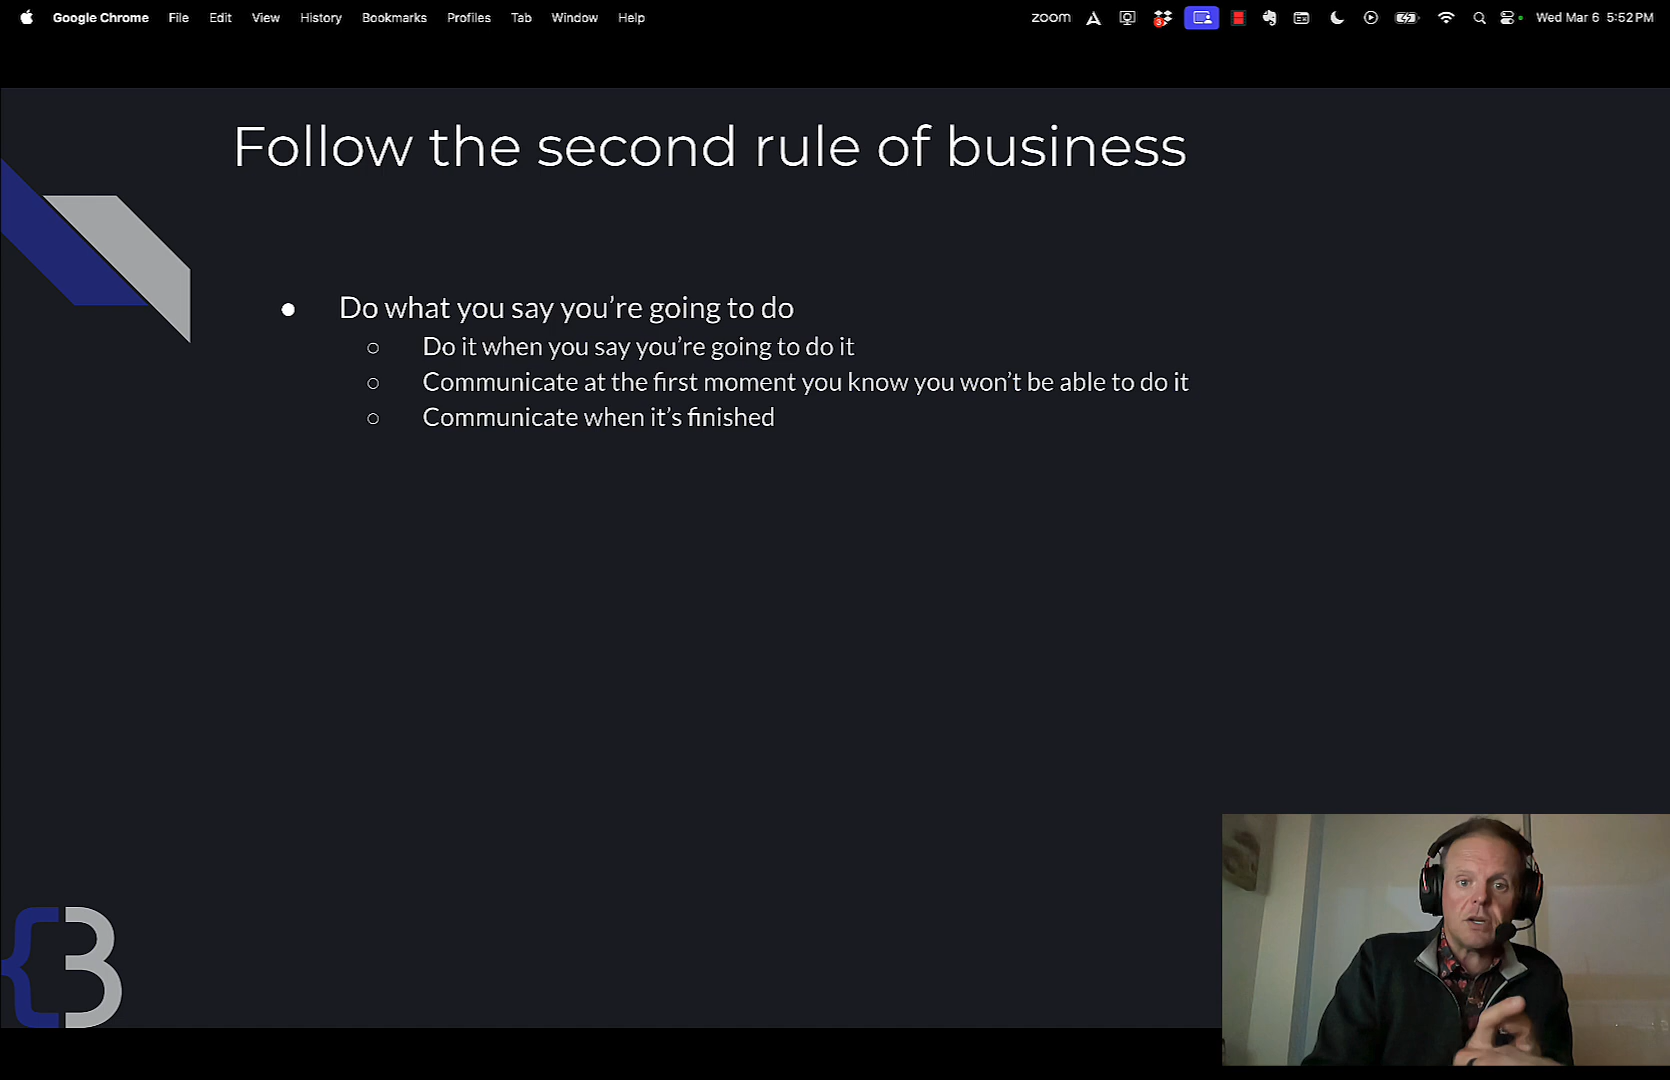 Google Chrome File Edit View History Bookmarks Profiles Tab Window Help zoom 3 Wed Mar 6 5:52 PM
Follow the second rule of business
● Do what you say you’re going to do
○ Do it when you say you’re going to do it
○ Communicate at the first moment you know you won’t be able to do it
○ Communicate when it’s finished
{3